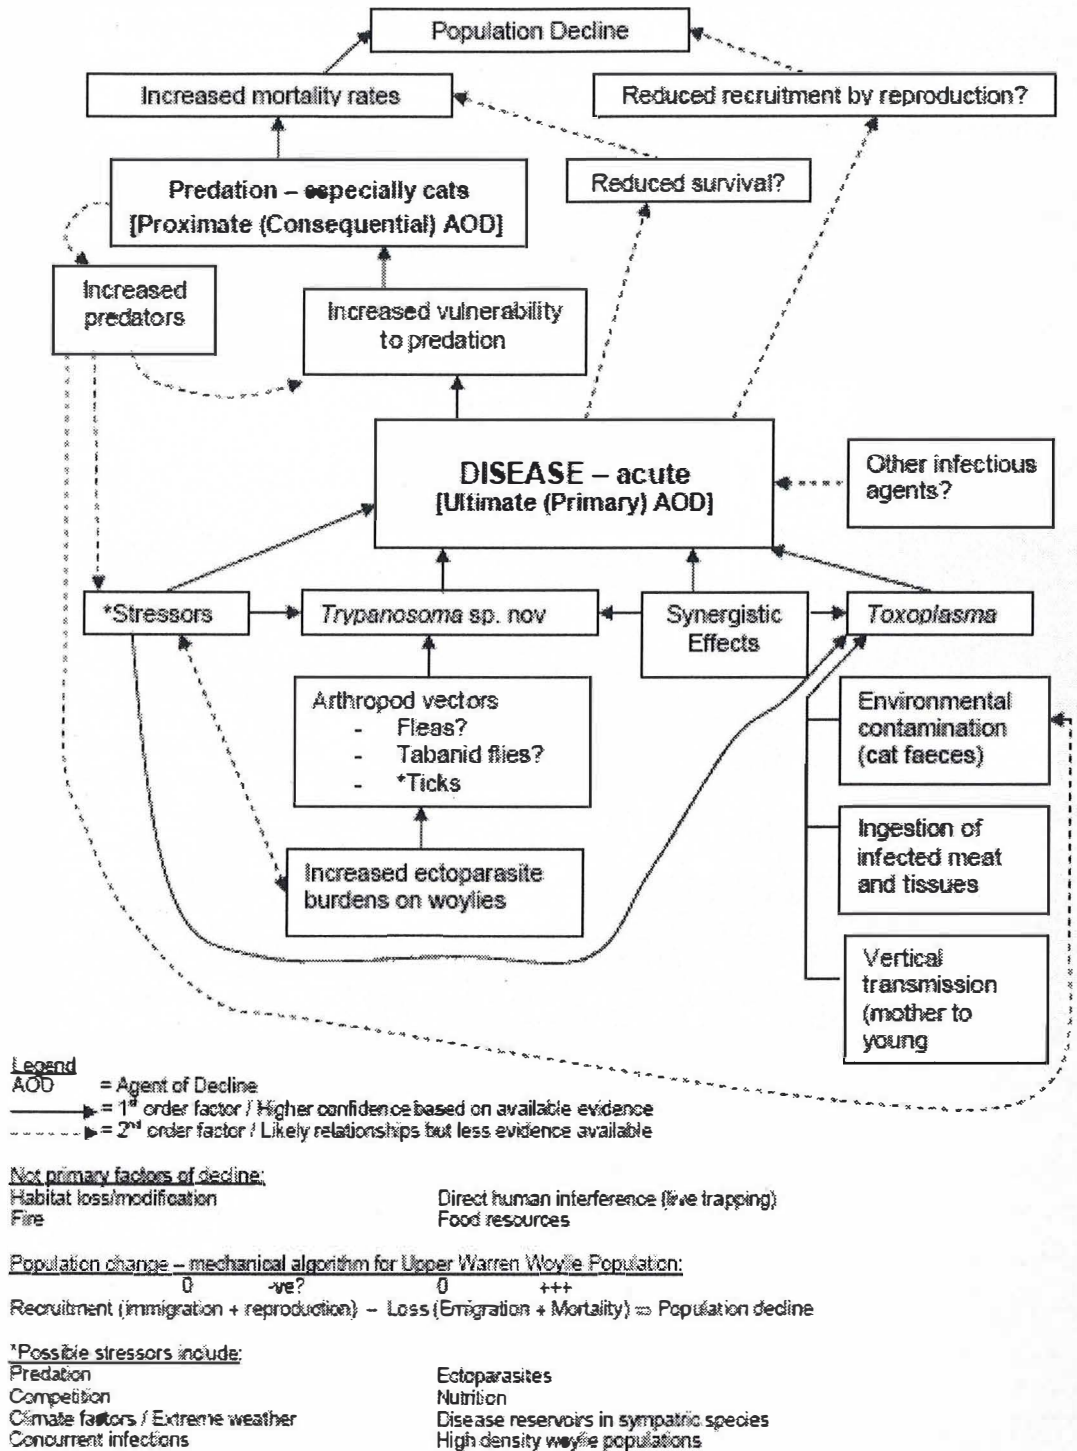 Population Decline
Increased mortality rates
Reduced recruitment by reproduction?
Predation – especially cats
[Proximate (Consequential) AOD]
Reduced survival?
Increased
predators
Increased vulnerability
to predation
DISEASE – acute
[Ultimate (Primary) AOD]
Other infectious
agents?
*Stressors
Trypanosoma sp. nov
Synergistic
Effects
Toxoplasma
Arthropod vectors
- Fleas?
- Tabanid flies?
- *Ticks
Environmental
contamination
(cat faeces)
Increased ectoparasite
burdens on woylies
Ingestion of
infected meat
and tissues
Vertical
transmission
(mother to
young
Legend
AOD = Agent of Decline
= 1st order factor / Higher confidence based on available evidence
= 2nd order factor / Likely relationships but less evidence available
Not primary factors of decline:
Habitat loss/modification Direct human interference (live trapping)
Fire Food resources
Population change – mechanical algorithm for Upper Warren Woylie Population:
0 -ve? 0 +++
Recruitment (immigration + reproduction) – Loss (Emigration + Mortality) = Population decline
*Possible stressors include:
Predation Ectoparasites
Competition Nutrition
Climate factors / Extreme weather Disease reservoirs in sympatric species
Concurrent infections High density woylie populations